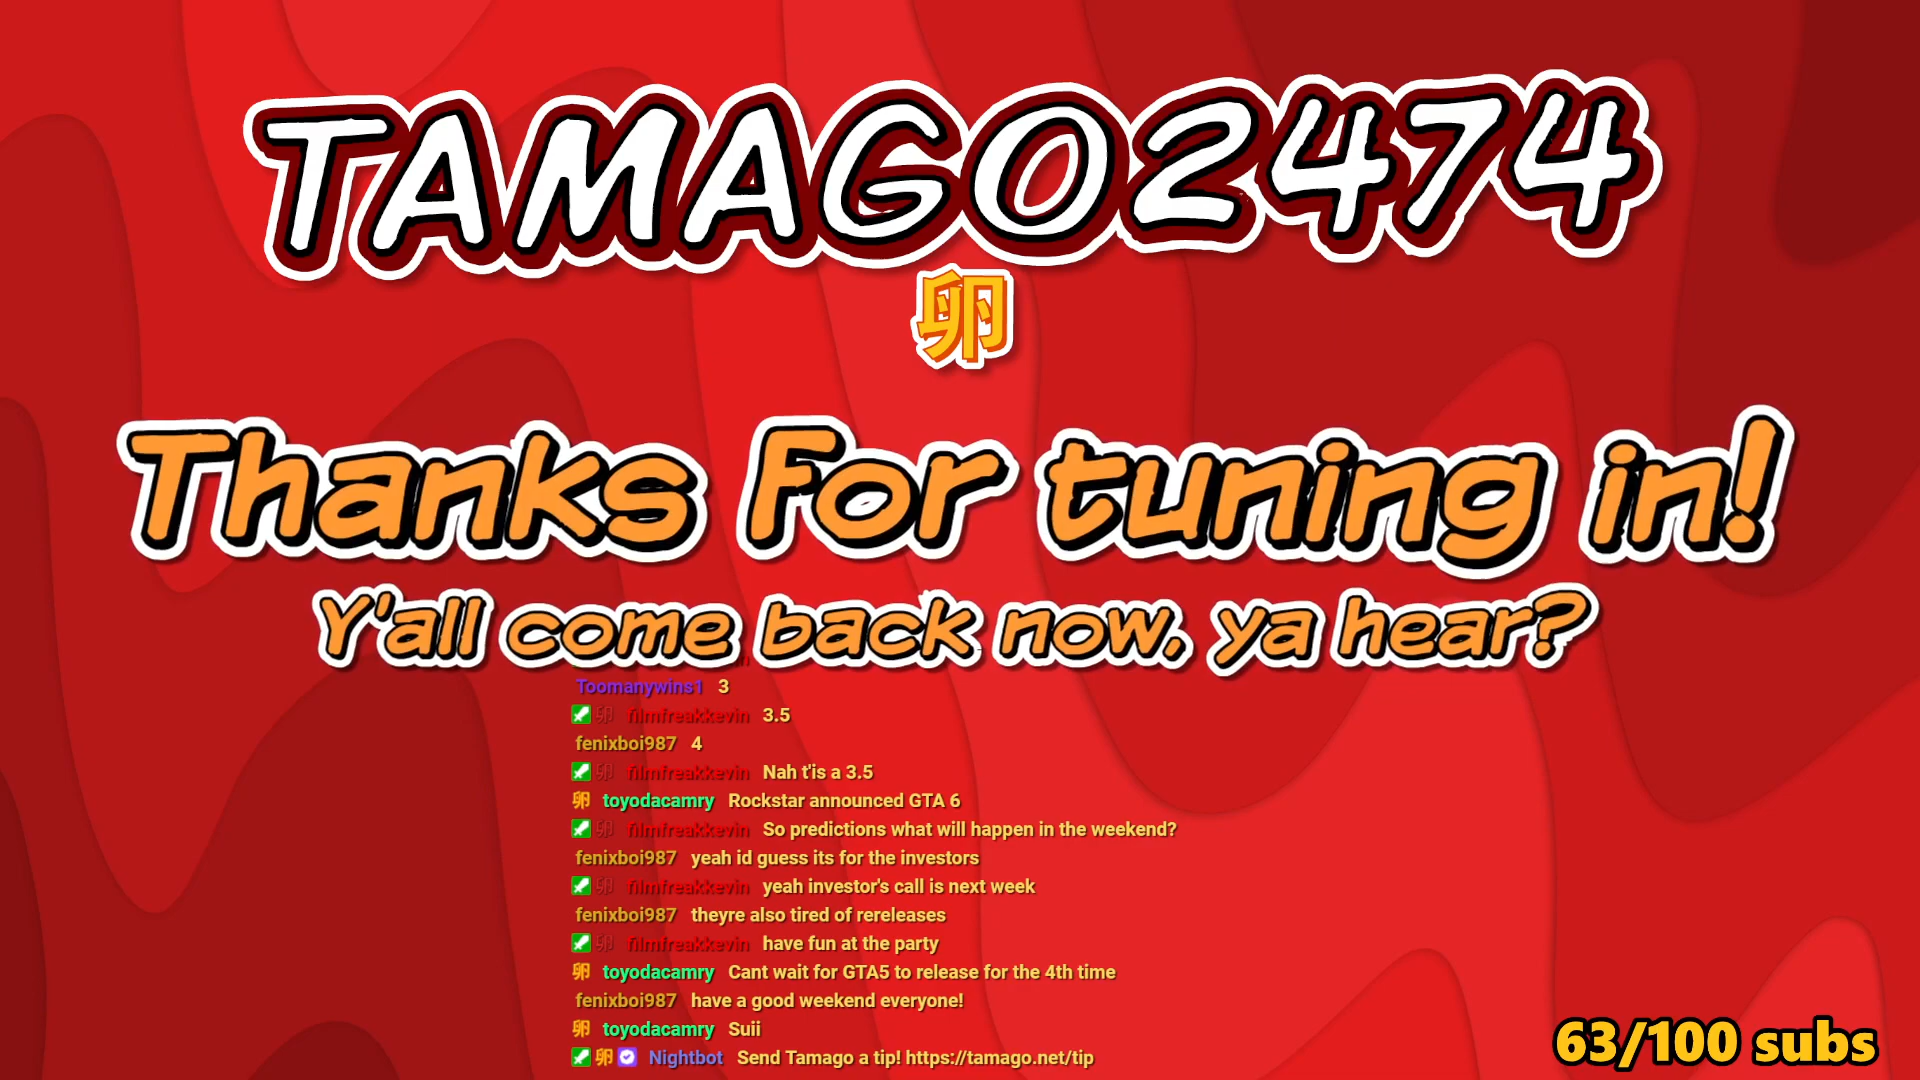 TAMAGO2474
卵
Thanks for tuning in!
Y'all come back now, ya hear?
Toomanywins1 3
卵 filmfreakkevin 3.5
fenixboi987 4
卵 filmfreakkevin Nah t'is a 3.5
卵 toyodacamry Rockstar announced GTA 6
卵 filmfreakkevin So predictions what will happen in the weekend?
fenixboi987 yeah id guess its for the investors
卵 filmfreakkevin yeah investor's call is next week
fenixboi987 theyre also tired of rereleases
卵 filmfreakkevin have fun at the party
卵 toyodacamry Cant wait for GTA5 to release for the 4th time
fenixboi987 have a good weekend everyone!
卵 toyodacamry Suii
卵 Nightbot Send Tamago a tip! https://tamago.net/tip
63/100 subs